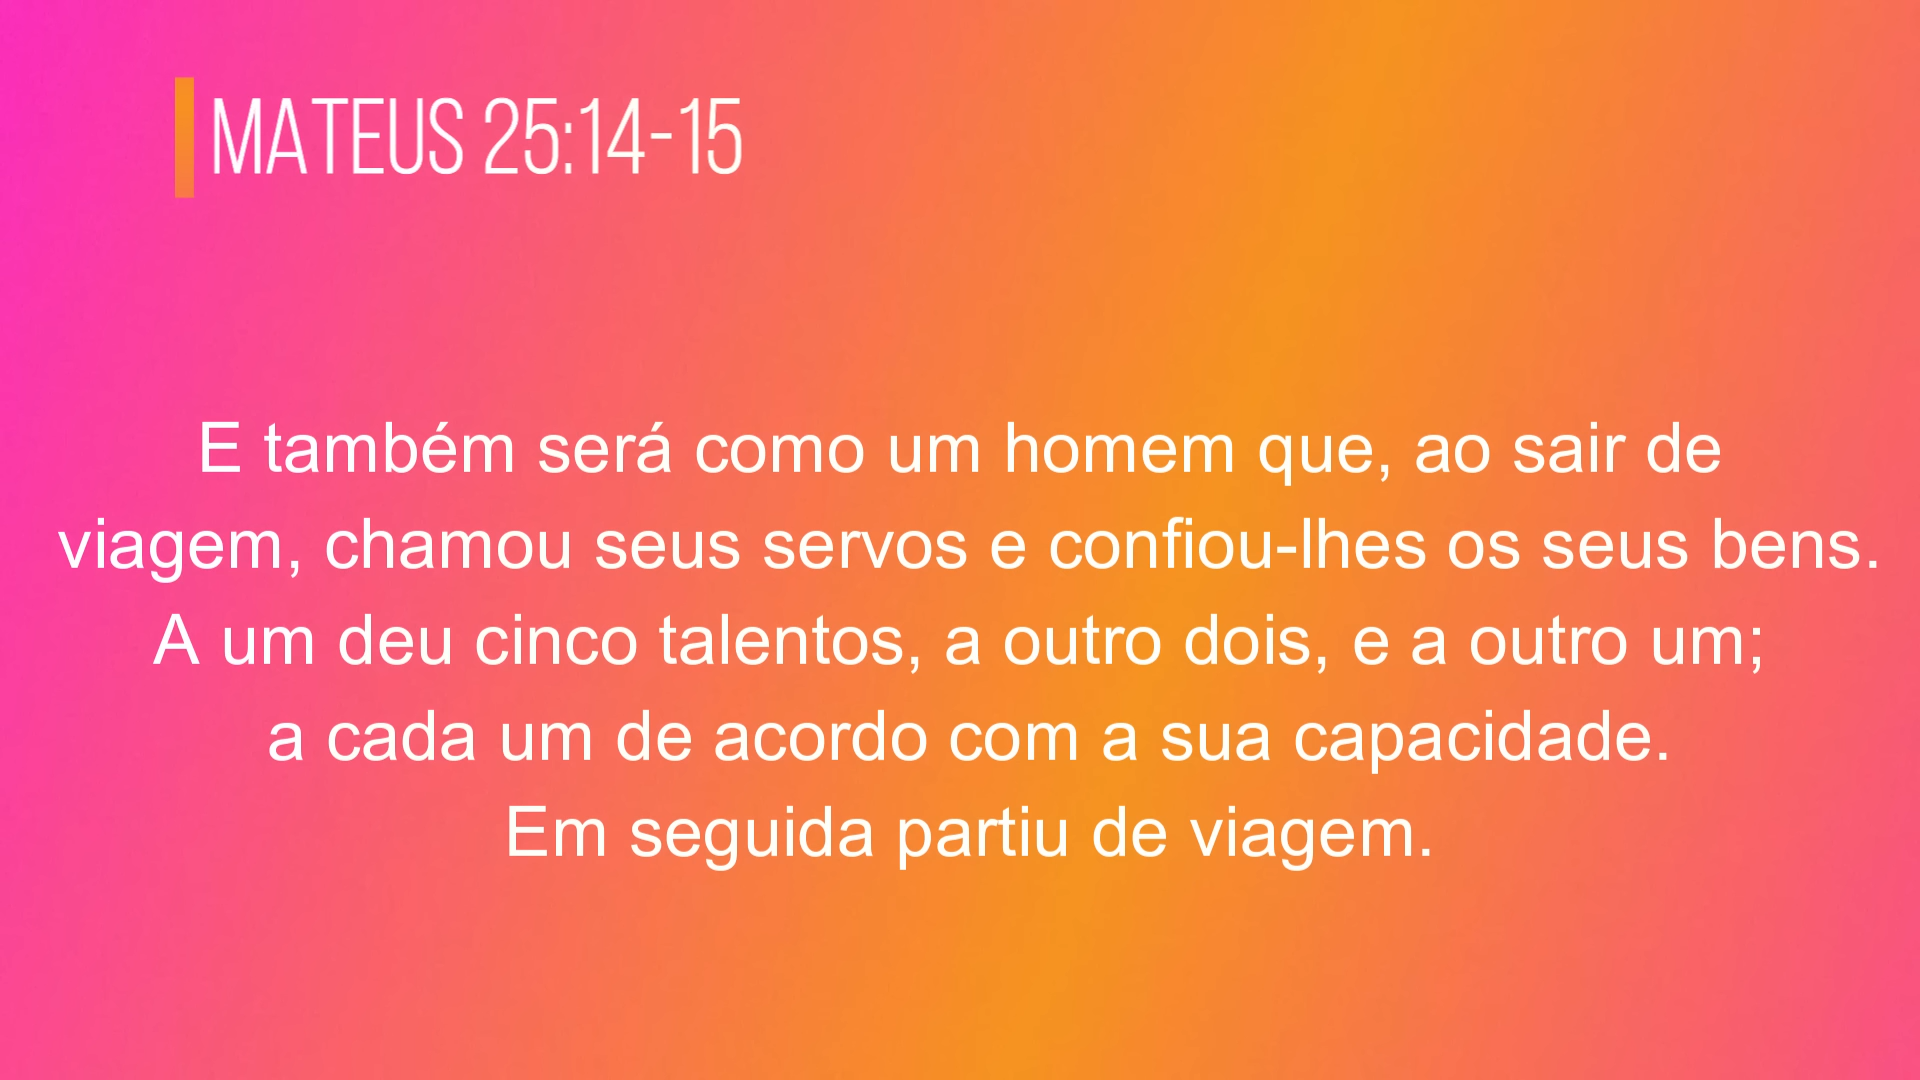 MATEUS 25:14-15
E também será como um homem que, ao sair de
viagem, chamou seus servos e confiou-lhes os seus bens.
A um deu cinco talentos, a outro dois, e a outro um;
a cada um de acordo com a sua capacidade.
Em seguida partiu de viagem.